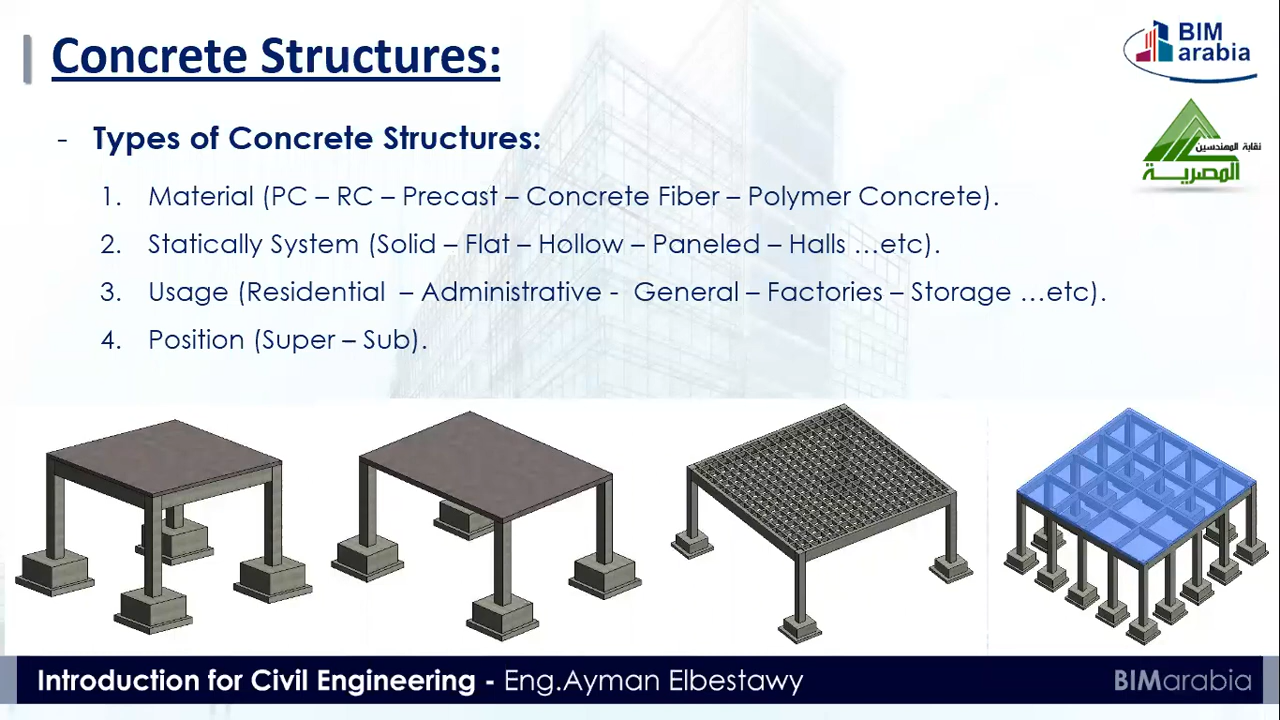 Concrete Structures:
BIM
arabia
- Types of Concrete Structures:
نقابة المهندسين
المصرية
1. Material (PC – RC – Precast – Concrete Fiber – Polymer Concrete).
2. Statically System (Solid – Flat – Hollow – Paneled – Halls …etc).
3. Usage (Residential – Administrative - General – Factories – Storage …etc).
4. Position (Super – Sub).
Introduction for Civil Engineering - Eng.Ayman Elbestawy
BIMarabia